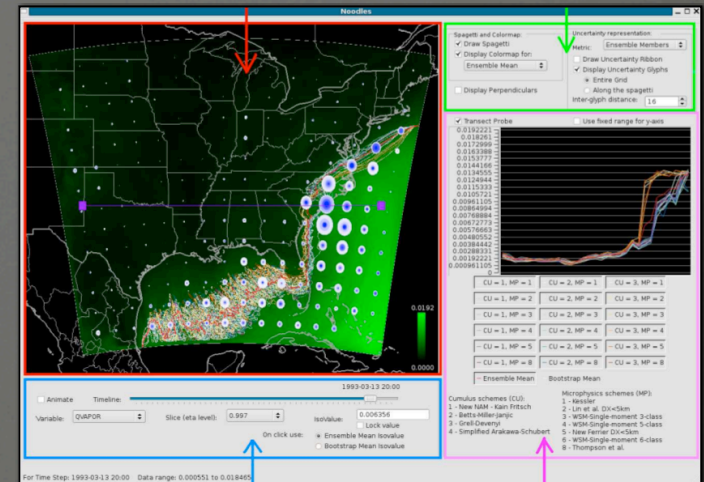 Noodles
Spagetti and Colormap:
Draw Spagetti
Display Colormap for:
Ensemble Mean
Display Perpendiculars
Uncertainty representation:
Metric: Ensemble Members
Draw Uncertainty Ribbon
Display Uncertainty Glyphs
Entire Grid
Along the spagetti
Inter-glyph distance: 16
Transect Probe
Use fixed range for y-axis
0.0192221
0.018261
0.0172999
0.0163388
0.0153777
0.0144166
0.0134555
0.0124944
0.0115333
0.0105721
0.00961105
0.00864994
0.00768884
0.00672773
0.00576663
0.00480552
0.00384442
0.00288331
0.00192221
0.000961105
0
0.0192
0.0000
CU = 1, MP = 1 CU = 2, MP = 1 CU = 3, MP = 1
CU = 1, MP = 2 CU = 2, MP = 2 CU = 3, MP = 2
CU = 1, MP = 3 CU = 2, MP = 3 CU = 3, MP = 3
CU = 1, MP = 4 CU = 2, MP = 4 CU = 3, MP = 4
CU = 1, MP = 5 CU = 2, MP = 5 CU = 3, MP = 5
CU = 1, MP = 8 CU = 2, MP = 8 CU = 3, MP = 8
Ensemble Mean Bootstrap Mean
Cumulus schemes (CU):
1 - New NAM - Kain Fritsch
2 - Betts-Miller-Janjic
3 - Grell-Devenyi
4 - Simplified Arakawa-Schubert
Microphysics schemes (MP):
1 - Kessler
2 - Lin et al. DX<5km
3 - WSM-Single-moment 3-class
4 - WSM-Single-moment 5-class
5 - New Ferrier DX<5km
6 - WSM-Single-moment 6-class
8 - Thompson et al.
1993-03-13 20:00
Animate Timeline:
Variable: QVAPOR Slice (eta level): 0.997 IsoValue: 0.006356
Lock value
On click use: Ensemble Mean Isovalue
Bootstrap Mean Isovalue
For Time Step: 1993-03-13 20:00 Data range: 0.000551 to 0.018465